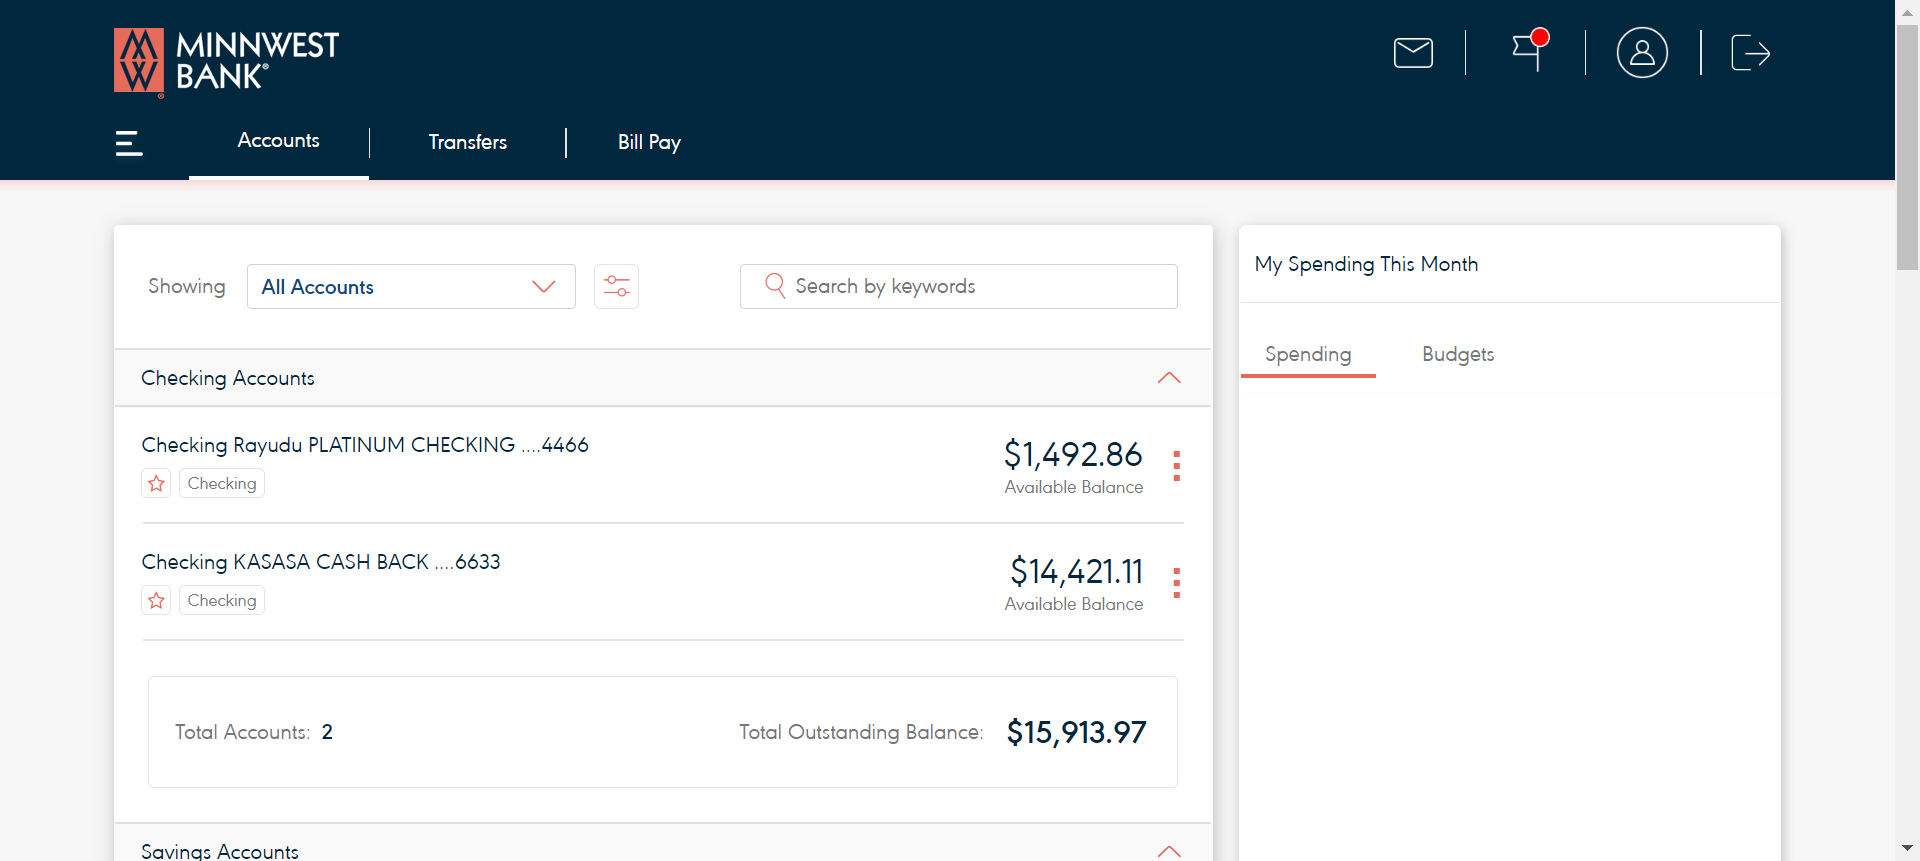 MINNWEST
BANK®
Accounts
Transfers
Bill Pay
Showing
All Accounts
Search by keywords
Checking Accounts
Checking Rayudu PLATINUM CHECKING ....4466
$1,492.86
Checking
Available Balance
Checking KASASA CASH BACK ....6633
$14,421.11
Checking
Available Balance
Total Accounts: 2
Total Outstanding Balance: $15,913.97
Savings Accounts
My Spending This Month
Spending
Budgets